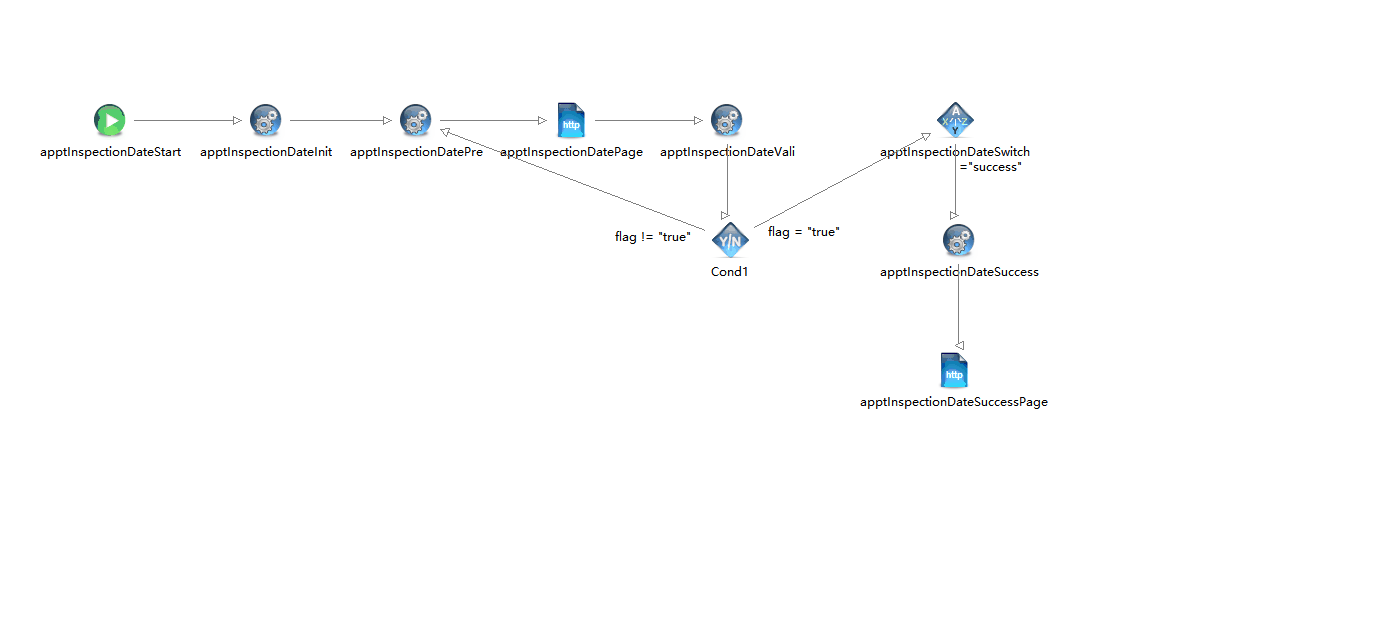 apptInspectionDateStart
apptInspectionDateInit
apptInspectionDatePre
http
apptInspectionDatePage
apptInspectionDateVali
A
X Z
Y
apptInspectionDateSwitch
="success"
flag != "true"
Y/N
flag = "true"
Cond1
apptInspectionDateSuccess
http
apptInspectionDateSuccessPage